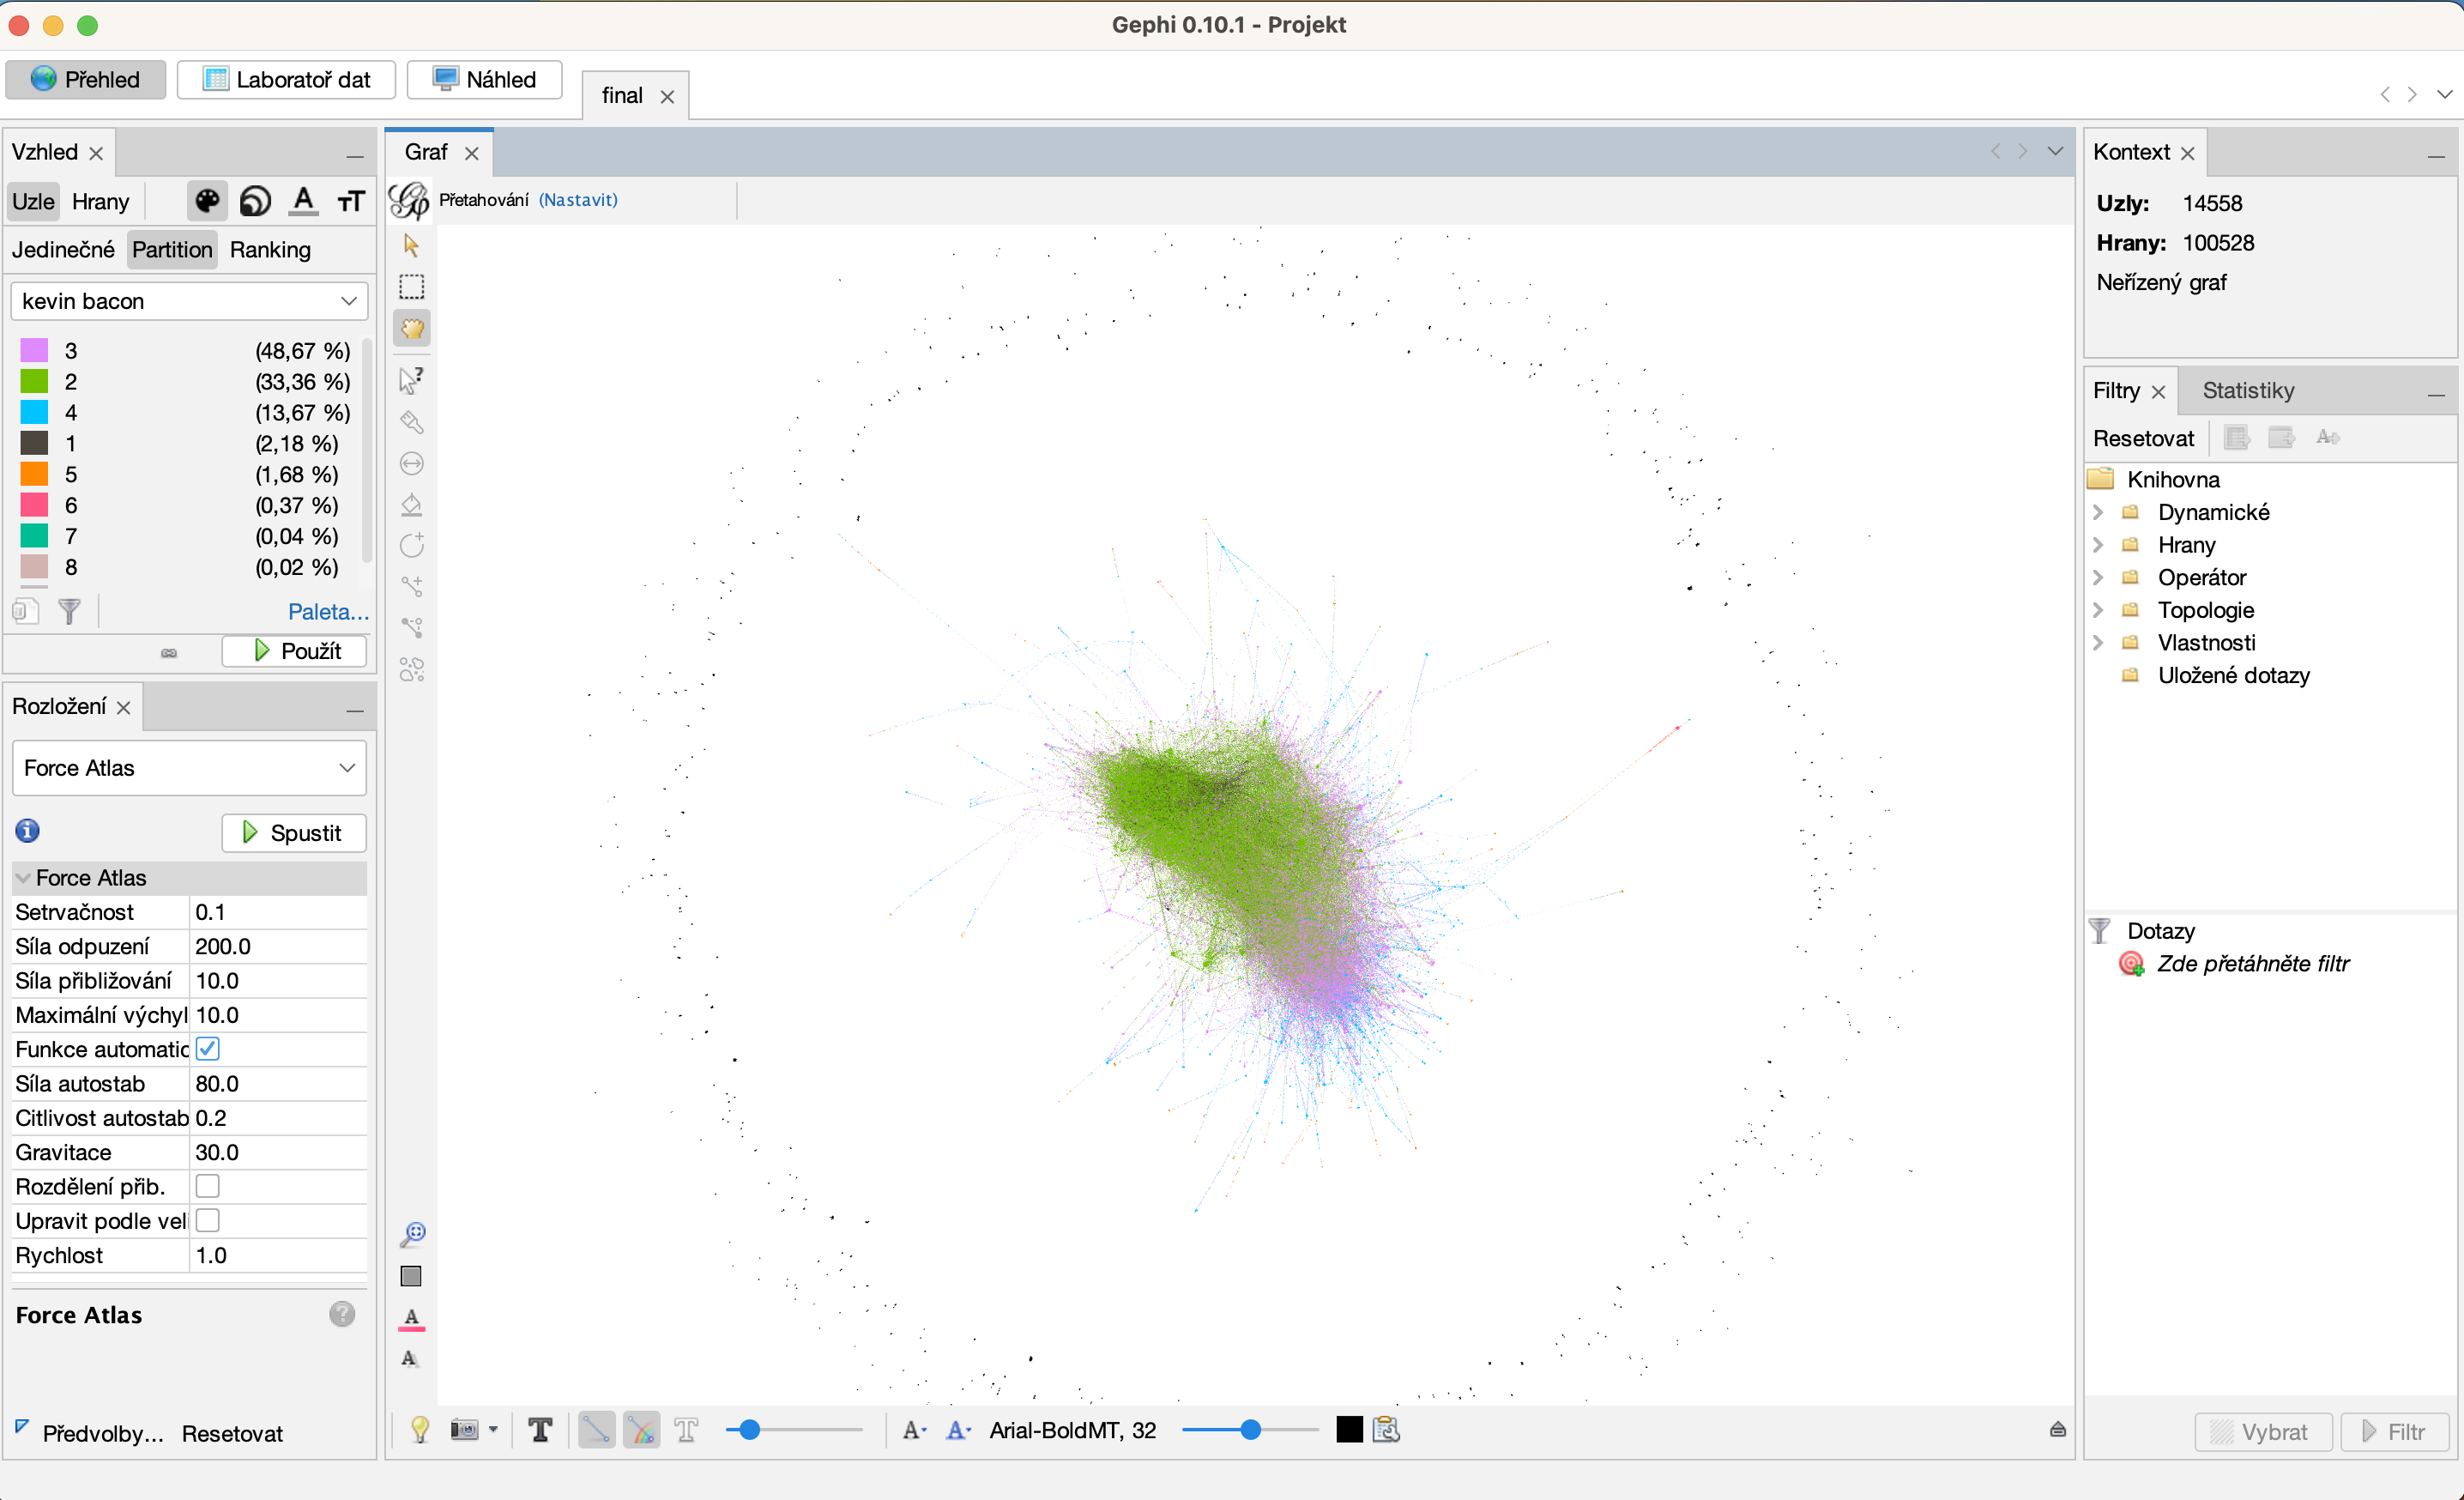 Gephi 0.10.1 - Projekt
Přehled
Laboratoř dat
Náhled
final
Vzhled
Uzle
Hrany
Jedinečné
Partition
Ranking
kevin bacon
3 (48,67 %)
2 (33,36 %)
4 (13,67 %)
1 (2,18 %)
5 (1,68 %)
6 (0,37 %)
7 (0,04 %)
8 (0,02 %)
Paleta...
Použít
Rozložení
Force Atlas
Spustit
Force Atlas
Setrvačnost 0.1
Síla odpuzení 200.0
Síla přibližování 10.0
Maximální výchyl 10.0
Funkce automatic
Síla autostab 80.0
Citlivost autostab 0.2
Gravitace 30.0
Rozdělení přib.
Upravit podle veli
Rychlost 1.0
Force Atlas
Předvolby...
Resetovat
Graf
Přetahování (Nastavit)
Arial-BoldMT, 32
Kontext
Uzly: 14558
Hrany: 100528
Neřízený graf
Filtry
Statistiky
Resetovat
Knihovna
Dynamické
Hrany
Operátor
Topologie
Vlastnosti
Uložené dotazy
Dotazy
Zde přetáhněte filtr
Vybrat
Filtr